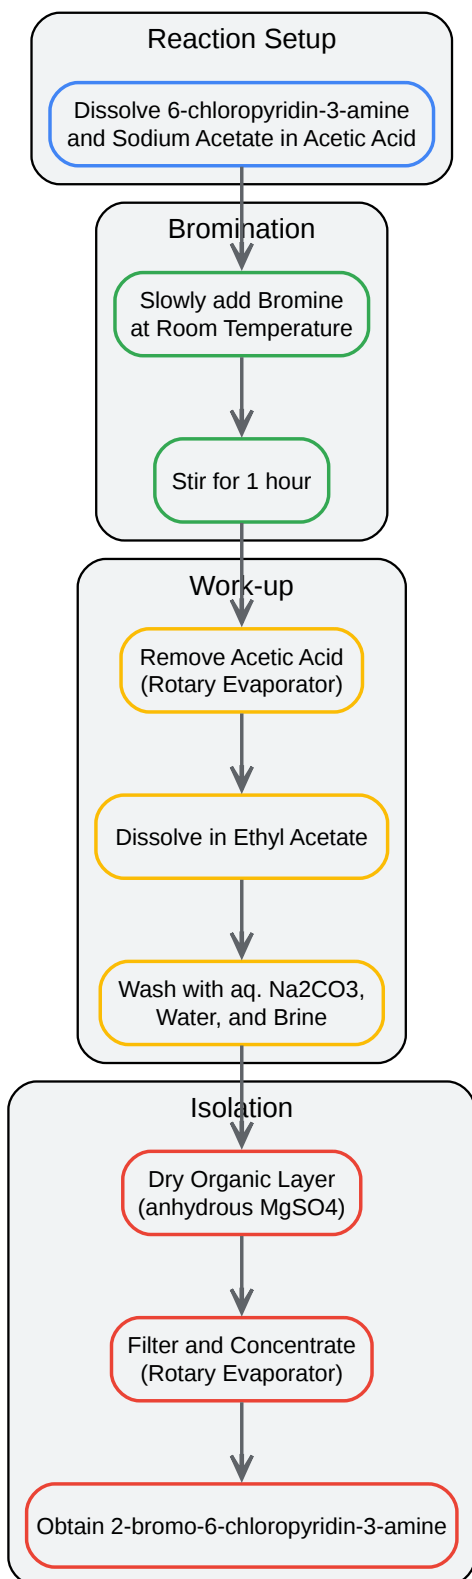 Reaction Setup
Dissolve 6-chloropyridin-3-amine
and Sodium Acetate in Acetic Acid
Bromination
Slowly add Bromine
at Room Temperature
Stir for 1 hour
Work-up
Remove Acetic Acid
(Rotary Evaporator)
Dissolve in Ethyl Acetate
Wash with aq. Na2CO3,
Water, and Brine
Isolation
Dry Organic Layer
(anhydrous MgSO4)
Filter and Concentrate
(Rotary Evaporator)
Obtain 2-bromo-6-chloropyridin-3-amine